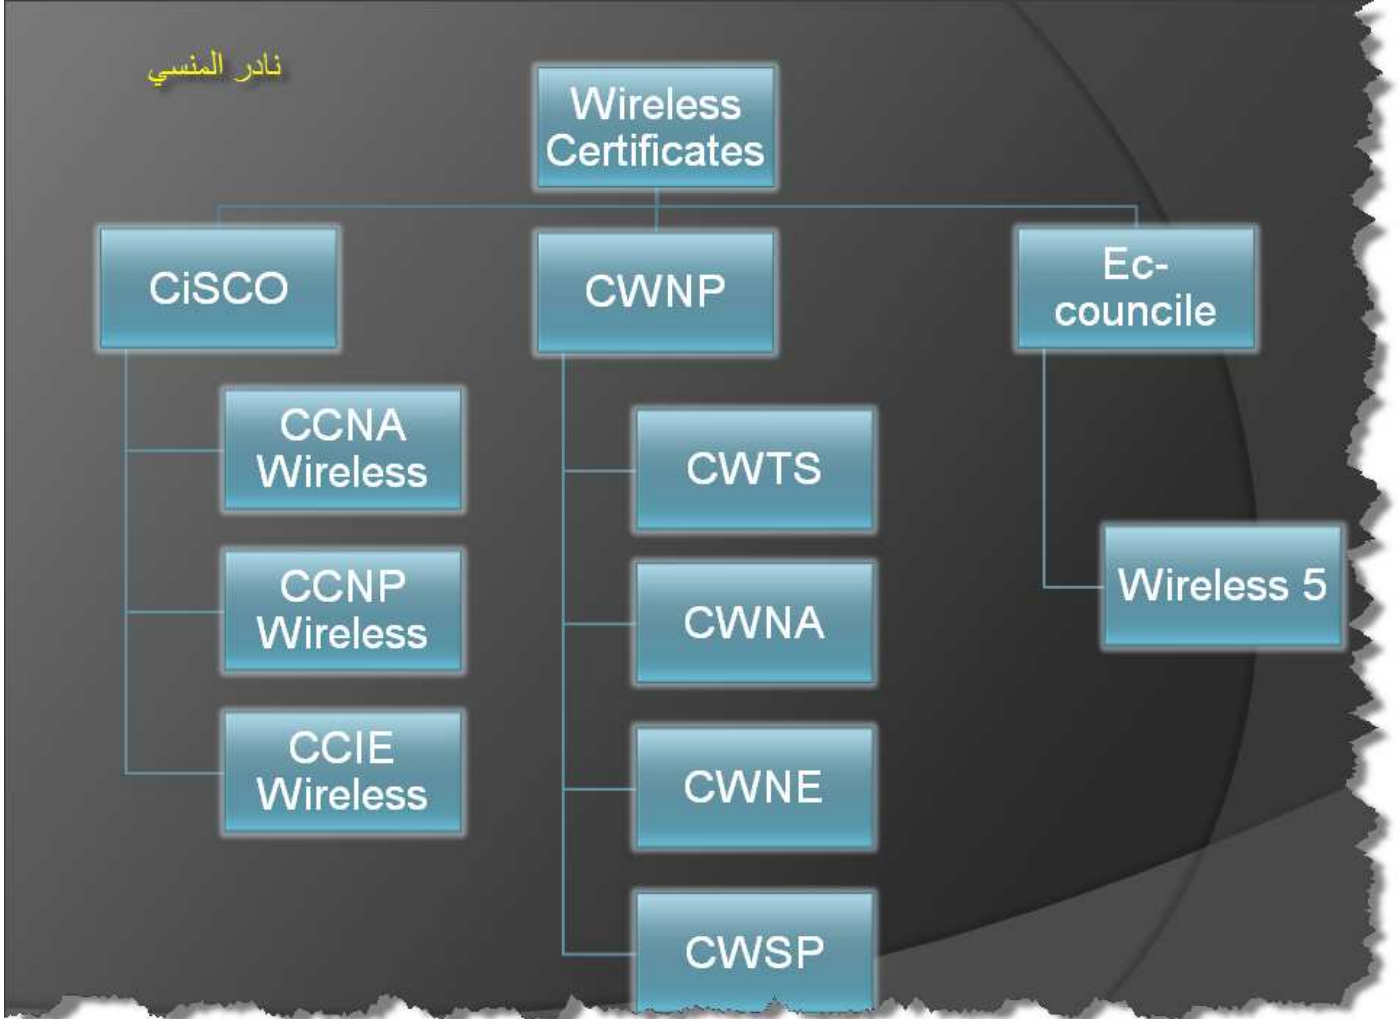 نادر المنسي
Wireless
Certificates
CiSCO
CWNP
Ec-
councile
CCNA
Wireless
CCNP
Wireless
CCIE
Wireless
CWTS
CWNA
CWNE
CWSP
Wireless 5